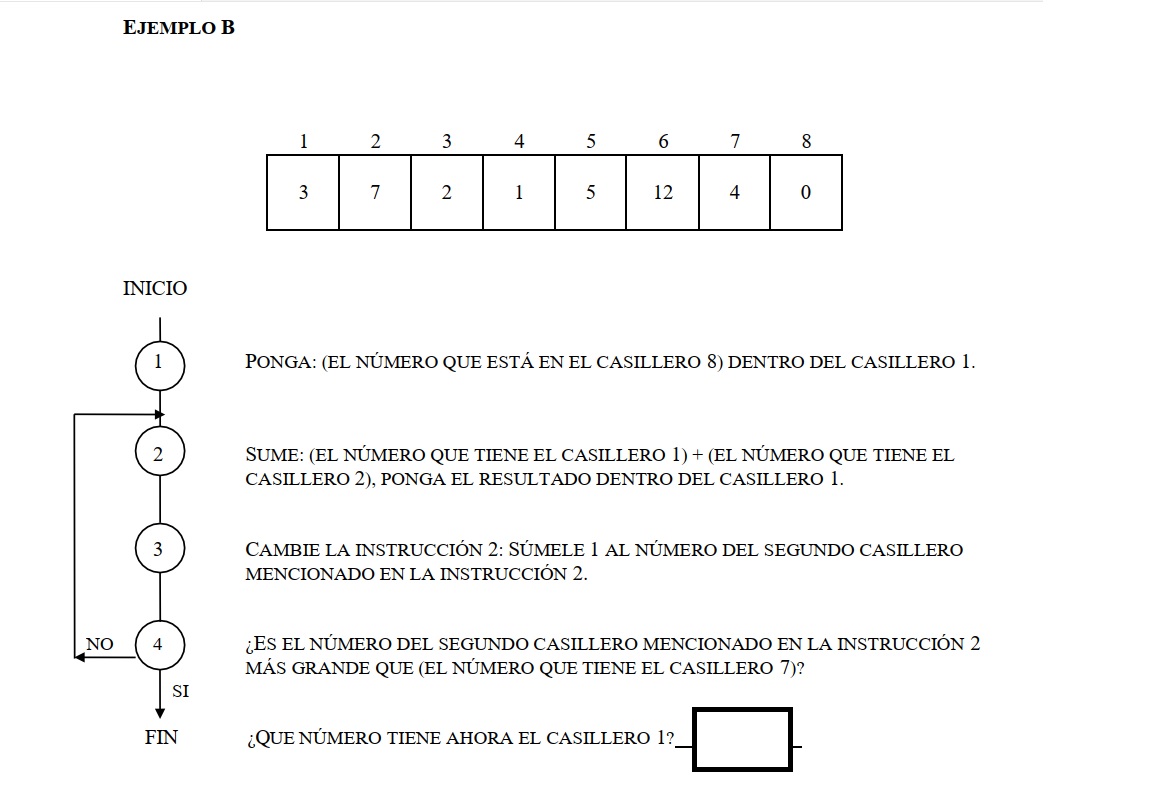 EJEMPLO B
1 2 3 4 5 6 7 8
3 7 2 1 5 12 4 0
INICIO
1 PONGA: (EL NÚMERO QUE ESTÁ EN EL CASILLERO 8) DENTRO DEL CASILLERO 1.
2 SUME: (EL NÚMERO QUE TIENE EL CASILLERO 1) + (EL NÚMERO QUE TIENE EL
CASILLERO 2), PONGA EL RESULTADO DENTRO DEL CASILLERO 1.
3 CAMBIE LA INSTRUCCIÓN 2: SÚMELE 1 AL NÚMERO DEL SEGUNDO CASILLERO
MENCIONADO EN LA INSTRUCCIÓN 2.
NO 4 ¿ES EL NÚMERO DEL SEGUNDO CASILLERO MENCIONADO EN LA INSTRUCCIÓN 2
MÁS GRANDE QUE (EL NÚMERO QUE TIENE EL CASILLERO 7)?
SI
FIN ¿QUE NÚMERO TIENE AHORA EL CASILLERO 1?